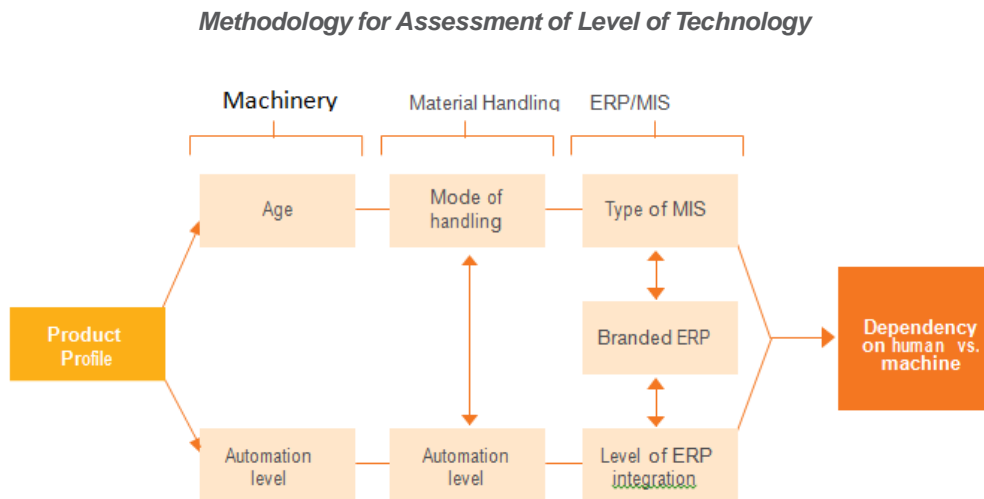 Methodology for Assessment of Level of Technology
Machinery
Material Handling
ERP/MIS
Age
Mode of
handling
Type of MIS
Product
Profile
Branded ERP
Dependency
on human vs.
machine
Automation
level
Automation
level
Level of ERP
integration